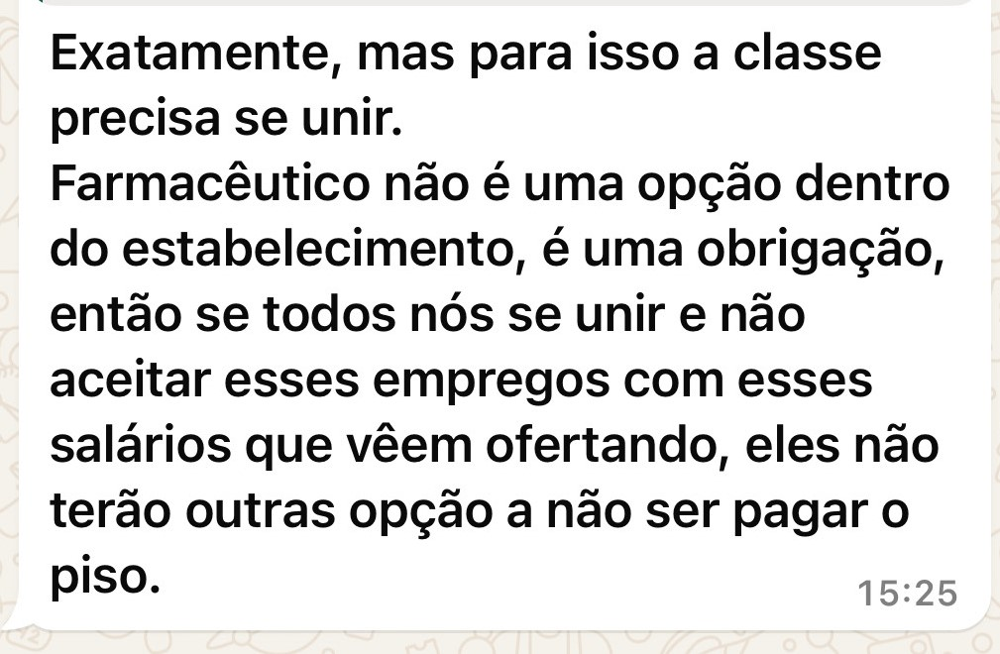 Exatamente, mas para isso a classe
precisa se unir.
Farmacêutico não é uma opção dentro
do estabelecimento, é uma obrigação,
então se todos nós se unir e não
aceitar esses empregos com esses
salários que vêem ofertando, eles não
terão outras opção a não ser pagar o
piso.
15:25